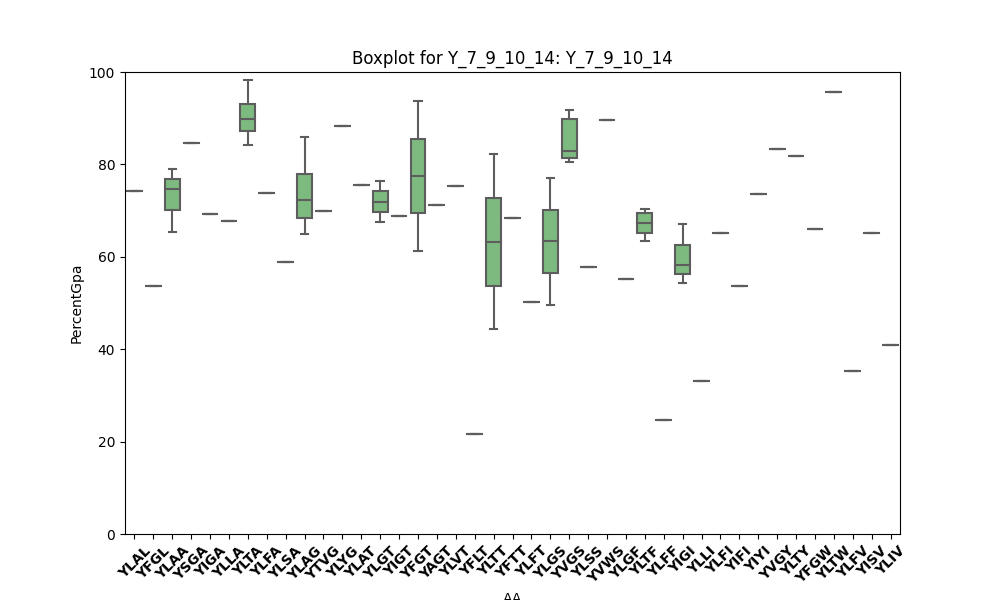 Boxplot for Y_7_9_10_14: Y_7_9_10_14
PercentGpa
100
80
60
40
20
0
YLAL
YFGL
YLAA
YSGA
YIGA
YLLA
YLTA
YLFA
YLSA
YLAG
YTVG
YLYG
YLAT
YLGT
YIGT
YFGT
YAGT
YLVT
YFLT
YLTT
YFTT
YLFT
YLGS
YVGS
YLSS
YVWS
YLGF
YLTF
YLFF
YIGI
YLLI
YLFI
YIFI
YIYI
YVGY
YLTY
YFGW
YLTW
YLFV
YISV
YLIV
AA